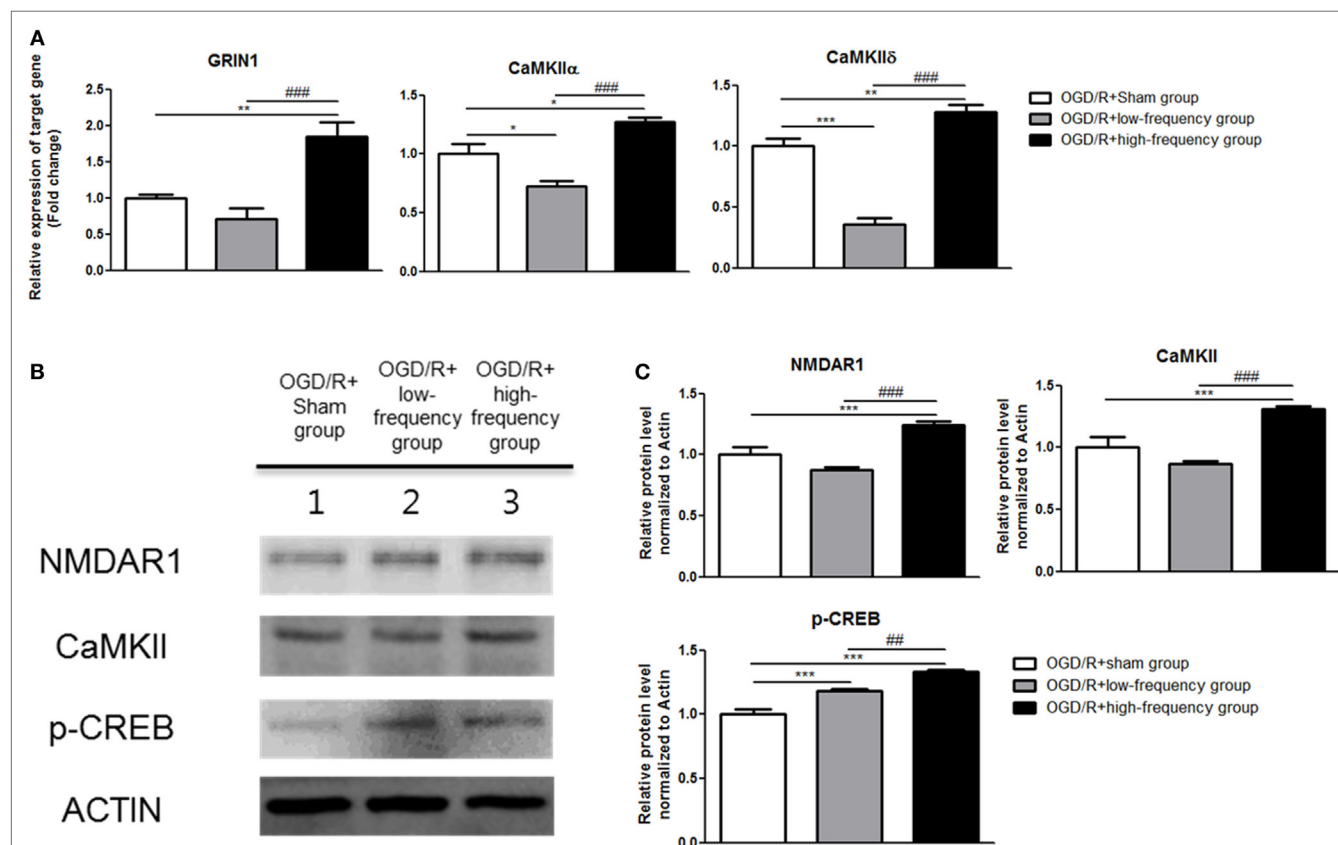 A
GRIN1
Relative expression of target gene
(Fold change)
2.5
2.0
1.5
1.0
0.5
0.0
**
###
CaMKIIα
1.5
1.0
0.5
0.0
*
*
###
CaMKIIδ
1.5
1.0
0.5
0.0
***
**
###
OGD/R+Sham group
OGD/R+low-frequency group
OGD/R+high-frequency group
B
OGD/R+
Sham
group
OGD/R+
low-
frequency
group
OGD/R+
high-
frequency
group
1 2 3
NMDAR1
CaMKII
p-CREB
ACTIN
C
NMDAR1
Relative protein level
normalized to Actin
1.5
1.0
0.5
0.0
***
###
CaMKII
Relative protein level
normalized to Actin
1.5
1.0
0.5
0.0
***
###
p-CREB
Relative protein level
normalized to Actin
1.5
1.0
0.5
0.0
***
***
##
OGD/R+sham group
OGD/R+low-frequency group
OGD/R+high-frequency group